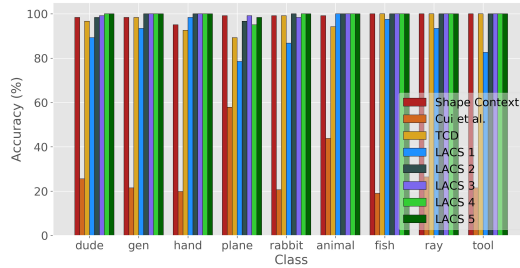 100
80
60
40
20
0
Accuracy (%)
Shape Context
Cui et al.
TCD
LACS 1
LACS 2
LACS 3
LACS 4
LACS 5
dude gen hand plane rabbit animal fish ray tool
Class